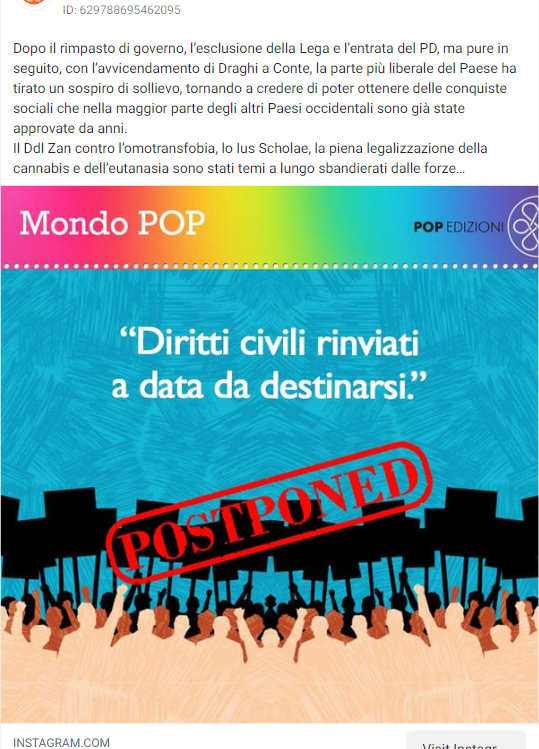 ID: 629788695462095
Dopo il rimpasto di governo, l'esclusione della Lega e l'entrata del PD, ma pure in
seguito, con l'avvicendamento di Draghi a Conte, la parte più liberale del Paese ha
tirato un sospiro di sollievo, tornando a credere di poter ottenere delle conquiste
sociali che nella maggior parte degli altri Paesi occidentali sono già state
approvate da anni.
Il Ddl Zan contro l'omotransfobia, lo Ius Scholae, la piena legalizzazione della
cannabis e dell'eutanasia sono stati temi a lungo sbandierati dalle forze...
Mondo POP
POP EDIZIONI
“Diritti civili rinviati
a data da destinarsi.”
POSTPONED
INSTAGRAM.COM
Visit Instagr